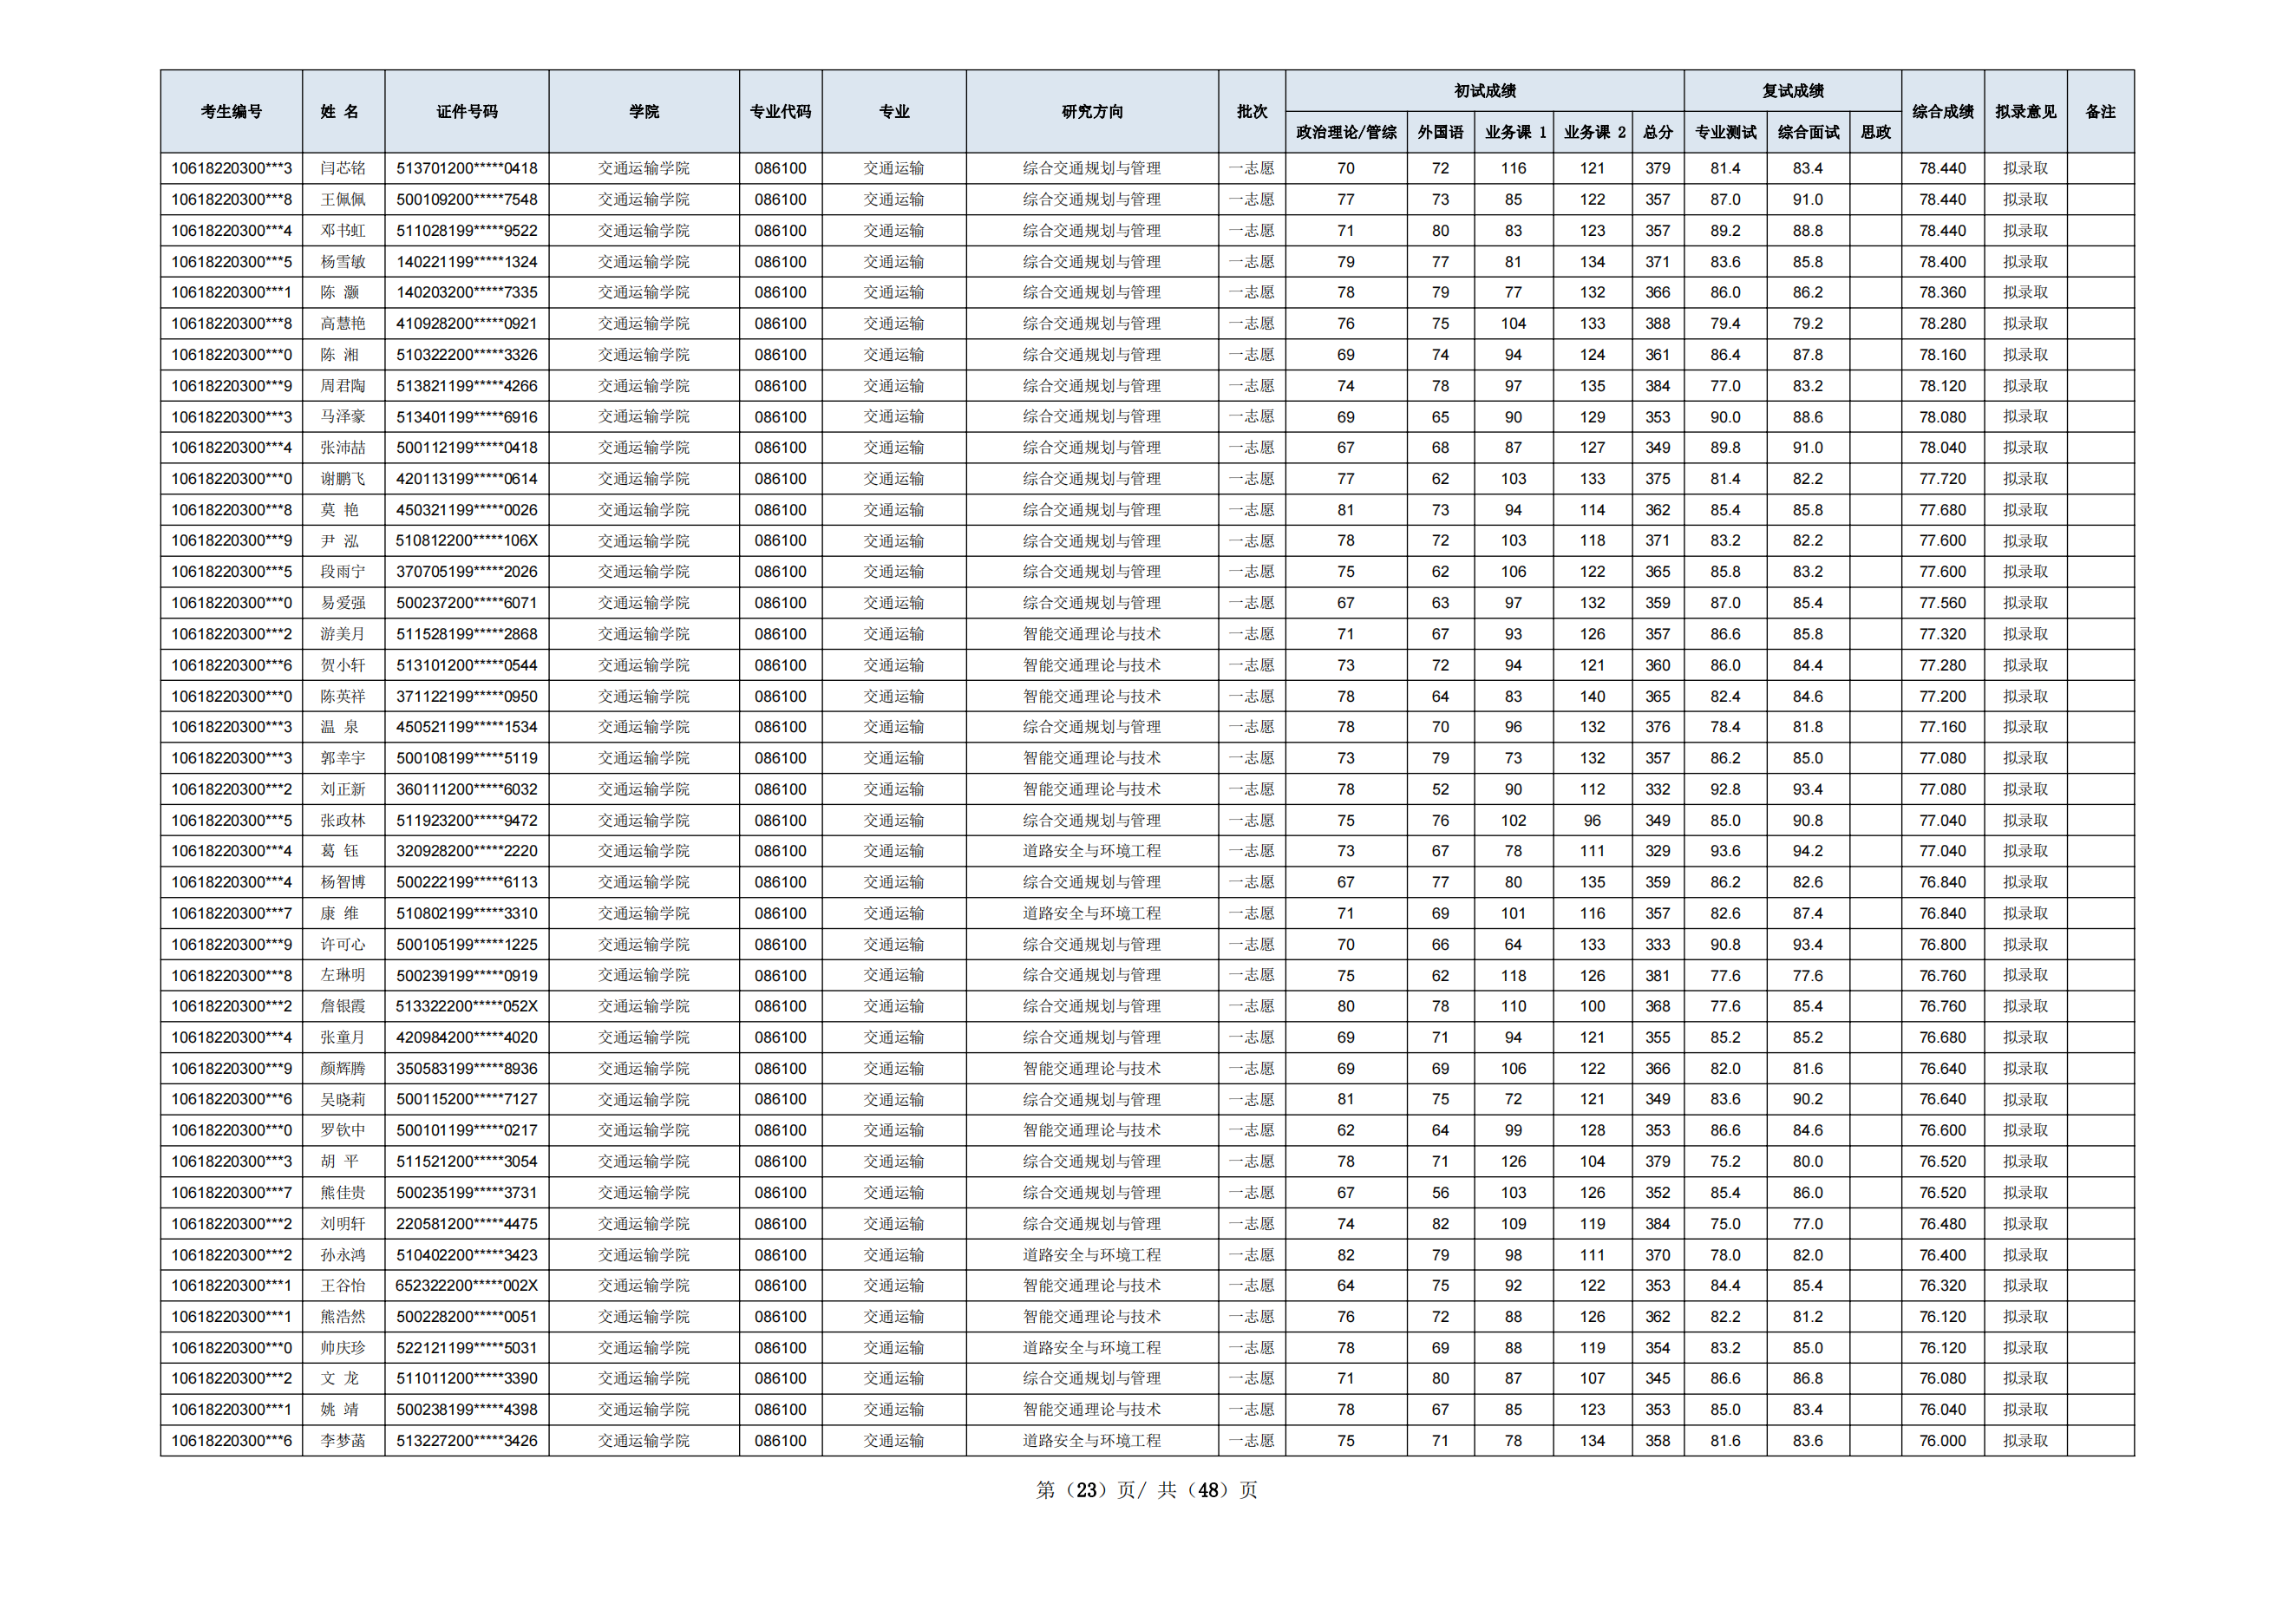 考生编号 姓 名 证件号码 学院 专业代码 专业 研究方向 批次 初试成绩 复试成绩 综合成绩 拟录意见 备注
政治理论/管综 外国语 业务课 1 业务课 2 总分 专业测试 综合面试 思政
10618220300***3 闫芯铭 513701200*****0418 交通运输学院 086100 交通运输 综合交通规划与管理 一志愿 70 72 116 121 379 81.4 83.4 78.440 拟录取
10618220300***8 王佩佩 500109200*****7548 交通运输学院 086100 交通运输 综合交通规划与管理 一志愿 77 73 85 122 357 87.0 91.0 78.440 拟录取
10618220300***4 邓书虹 511028199*****9522 交通运输学院 086100 交通运输 综合交通规划与管理 一志愿 71 80 83 123 357 89.2 88.8 78.440 拟录取
10618220300***5 杨雪敏 140221199*****1324 交通运输学院 086100 交通运输 综合交通规划与管理 一志愿 79 77 81 134 371 83.6 85.8 78.400 拟录取
10618220300***1 陈 灏 140203200*****7335 交通运输学院 086100 交通运输 综合交通规划与管理 一志愿 78 79 77 132 366 86.0 86.2 78.360 拟录取
10618220300***8 高慧艳 410928200*****0921 交通运输学院 086100 交通运输 综合交通规划与管理 一志愿 76 75 104 133 388 79.4 79.2 78.280 拟录取
10618220300***0 陈 湘 510322200*****3326 交通运输学院 086100 交通运输 综合交通规划与管理 一志愿 69 74 94 124 361 86.4 87.8 78.160 拟录取
10618220300***9 周君陶 513821199*****4266 交通运输学院 086100 交通运输 综合交通规划与管理 一志愿 74 78 97 135 384 77.0 83.2 78.120 拟录取
10618220300***3 马泽豪 513401199*****6916 交通运输学院 086100 交通运输 综合交通规划与管理 一志愿 69 65 90 129 353 90.0 88.6 78.080 拟录取
10618220300***4 张沛喆 500112199*****0418 交通运输学院 086100 交通运输 综合交通规划与管理 一志愿 67 68 87 127 349 89.8 91.0 78.040 拟录取
10618220300***0 谢鹏飞 420113199*****0614 交通运输学院 086100 交通运输 综合交通规划与管理 一志愿 77 62 103 133 375 81.4 82.2 77.720 拟录取
10618220300***8 莫 艳 450321199*****0026 交通运输学院 086100 交通运输 综合交通规划与管理 一志愿 81 73 94 114 362 85.4 85.8 77.680 拟录取
10618220300***9 尹 泓 510812200*****106X 交通运输学院 086100 交通运输 综合交通规划与管理 一志愿 78 72 103 118 371 83.2 82.2 77.600 拟录取
10618220300***5 段雨宁 370705199*****2026 交通运输学院 086100 交通运输 综合交通规划与管理 一志愿 75 62 106 122 365 85.8 83.2 77.600 拟录取
10618220300***0 易爱强 500237200*****6071 交通运输学院 086100 交通运输 综合交通规划与管理 一志愿 67 63 97 132 359 87.0 85.4 77.560 拟录取
10618220300***2 游美月 511528199*****2868 交通运输学院 086100 交通运输 智能交通理论与技术 一志愿 71 67 93 126 357 86.6 85.8 77.320 拟录取
10618220300***6 贺小轩 513101200*****0544 交通运输学院 086100 交通运输 智能交通理论与技术 一志愿 73 72 94 121 360 86.0 84.4 77.280 拟录取
10618220300***0 陈英祥 371122199*****0950 交通运输学院 086100 交通运输 智能交通理论与技术 一志愿 78 64 83 140 365 82.4 84.6 77.200 拟录取
10618220300***3 温 泉 450521199*****1534 交通运输学院 086100 交通运输 综合交通规划与管理 一志愿 78 70 96 132 376 78.4 81.8 77.160 拟录取
10618220300***3 郭幸宇 500108199*****5119 交通运输学院 086100 交通运输 智能交通理论与技术 一志愿 73 79 73 132 357 86.2 85.0 77.080 拟录取
10618220300***2 刘正新 360111200*****6032 交通运输学院 086100 交通运输 智能交通理论与技术 一志愿 78 52 90 112 332 92.8 93.4 77.080 拟录取
10618220300***5 张政林 511923200*****9472 交通运输学院 086100 交通运输 综合交通规划与管理 一志愿 75 76 102 96 349 85.0 90.8 77.040 拟录取
10618220300***4 葛 钰 320928200*****2220 交通运输学院 086100 交通运输 道路安全与环境工程 一志愿 73 67 78 111 329 93.6 94.2 77.040 拟录取
10618220300***4 杨智博 500222199*****6113 交通运输学院 086100 交通运输 综合交通规划与管理 一志愿 67 77 80 135 359 86.2 82.6 76.840 拟录取
10618220300***7 康 维 510802199*****3310 交通运输学院 086100 交通运输 道路安全与环境工程 一志愿 71 69 101 116 357 82.6 87.4 76.840 拟录取
10618220300***9 许可心 500105199*****1225 交通运输学院 086100 交通运输 综合交通规划与管理 一志愿 70 66 64 133 333 90.8 93.4 76.800 拟录取
10618220300***8 左琳明 500239199*****0919 交通运输学院 086100 交通运输 综合交通规划与管理 一志愿 75 62 118 126 381 77.6 77.6 76.760 拟录取
10618220300***2 詹银霞 513322200*****052X 交通运输学院 086100 交通运输 综合交通规划与管理 一志愿 80 78 110 100 368 77.6 85.4 76.760 拟录取
10618220300***4 张童月 420984200*****4020 交通运输学院 086100 交通运输 综合交通规划与管理 一志愿 69 71 94 121 355 85.2 85.2 76.680 拟录取
10618220300***9 颜辉腾 350583199*****8936 交通运输学院 086100 交通运输 智能交通理论与技术 一志愿 69 69 106 122 366 82.0 81.6 76.640 拟录取
10618220300***6 吴晓莉 500115200*****7127 交通运输学院 086100 交通运输 综合交通规划与管理 一志愿 81 75 72 121 349 83.6 90.2 76.640 拟录取
10618220300***0 罗钦中 500101199*****0217 交通运输学院 086100 交通运输 智能交通理论与技术 一志愿 62 64 99 128 353 86.6 84.6 76.600 拟录取
10618220300***3 胡 平 511521200*****3054 交通运输学院 086100 交通运输 综合交通规划与管理 一志愿 78 71 126 104 379 75.2 80.0 76.520 拟录取
10618220300***7 熊佳贵 500235199*****3731 交通运输学院 086100 交通运输 综合交通规划与管理 一志愿 67 56 103 126 352 85.4 86.0 76.520 拟录取
10618220300***2 刘明轩 220581200*****4475 交通运输学院 086100 交通运输 综合交通规划与管理 一志愿 74 82 109 119 384 75.0 77.0 76.480 拟录取
10618220300***2 孙永鸿 510402200*****3423 交通运输学院 086100 交通运输 道路安全与环境工程 一志愿 82 79 98 111 370 78.0 82.0 76.400 拟录取
10618220300***1 王谷怡 652322200*****002X 交通运输学院 086100 交通运输 智能交通理论与技术 一志愿 64 75 92 122 353 84.4 85.4 76.320 拟录取
10618220300***1 熊浩然 500228200*****0051 交通运输学院 086100 交通运输 智能交通理论与技术 一志愿 76 72 88 126 362 82.2 81.2 76.120 拟录取
10618220300***0 帅庆珍 522121199*****5031 交通运输学院 086100 交通运输 道路安全与环境工程 一志愿 78 69 88 119 354 83.2 85.0 76.120 拟录取
10618220300***2 文 龙 511011200*****3390 交通运输学院 086100 交通运输 综合交通规划与管理 一志愿 71 80 87 107 345 86.6 86.8 76.080 拟录取
10618220300***1 姚 靖 500238199*****4398 交通运输学院 086100 交通运输 智能交通理论与技术 一志愿 78 67 85 123 353 85.0 83.4 76.040 拟录取
10618220300***6 李梦菡 513227200*****3426 交通运输学院 086100 交通运输 道路安全与环境工程 一志愿 75 71 78 134 358 81.6 83.6 76.000 拟录取
第（23）页/ 共（48）页